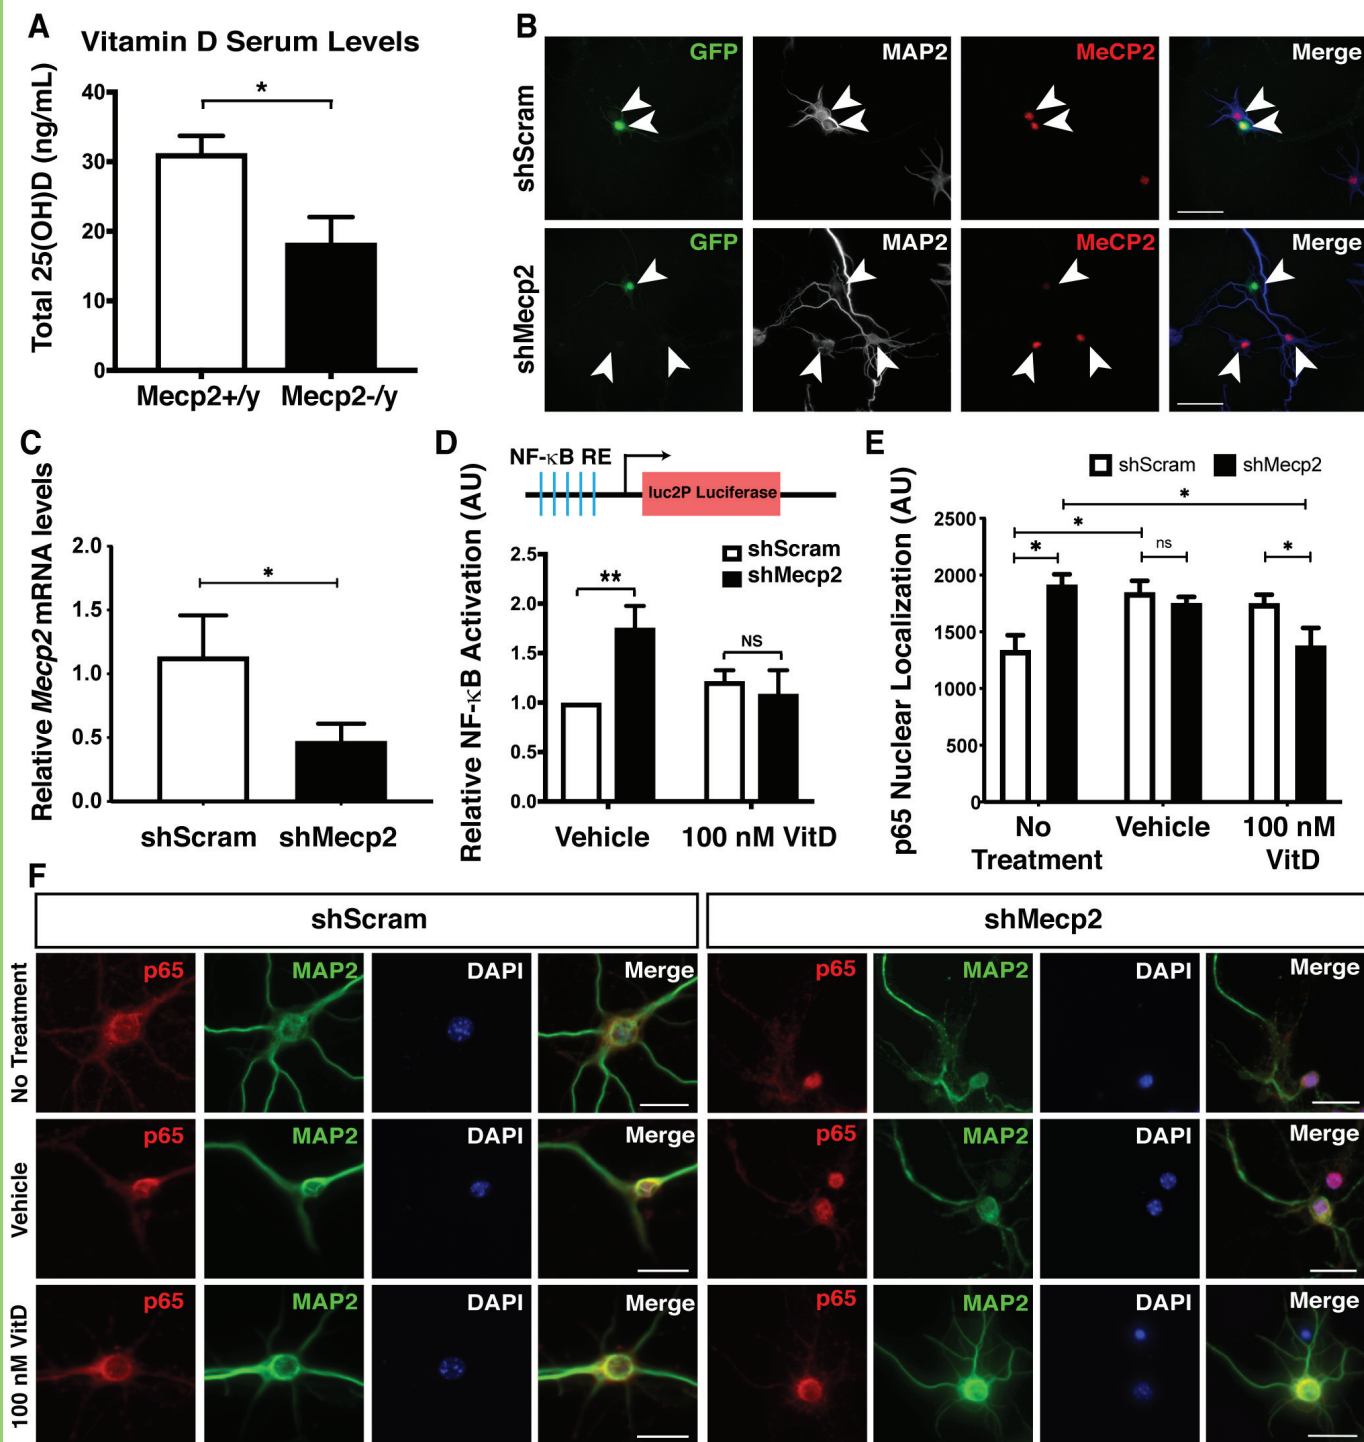 A
Vitamin D Serum Levels
Total 25(OH)D (ng/mL)
40
30
20
10
0
*
Mecp2+/y Mecp2-/y
B
shScram
GFP
MAP2
MeCP2
Merge
shMecp2
GFP
MAP2
MeCP2
Merge
C
Relative Mecp2 mRNA levels
2.0
1.5
1.0
0.5
0.0
*
shScram shMecp2
D
NF-κB RE
luc2P Luciferase
Relative NF-κB Activation (AU)
shScram
shMecp2
2.5
2.0
1.5
1.0
0.5
0.0
**
NS
Vehicle 100 nM VitD
E
shScram shMecp2
p65 Nuclear Localization (AU)
2500
2000
1500
1000
500
0
*
*
*
ns
*
No Treatment
Vehicle
100 nM VitD
F
shScram
shMecp2
No Treatment
p65 MAP2 DAPI Merge p65 MAP2 DAPI Merge
Vehicle
p65 MAP2 DAPI Merge p65 MAP2 DAPI Merge
100 nM VitD
p65 MAP2 DAPI Merge p65 MAP2 DAPI Merge